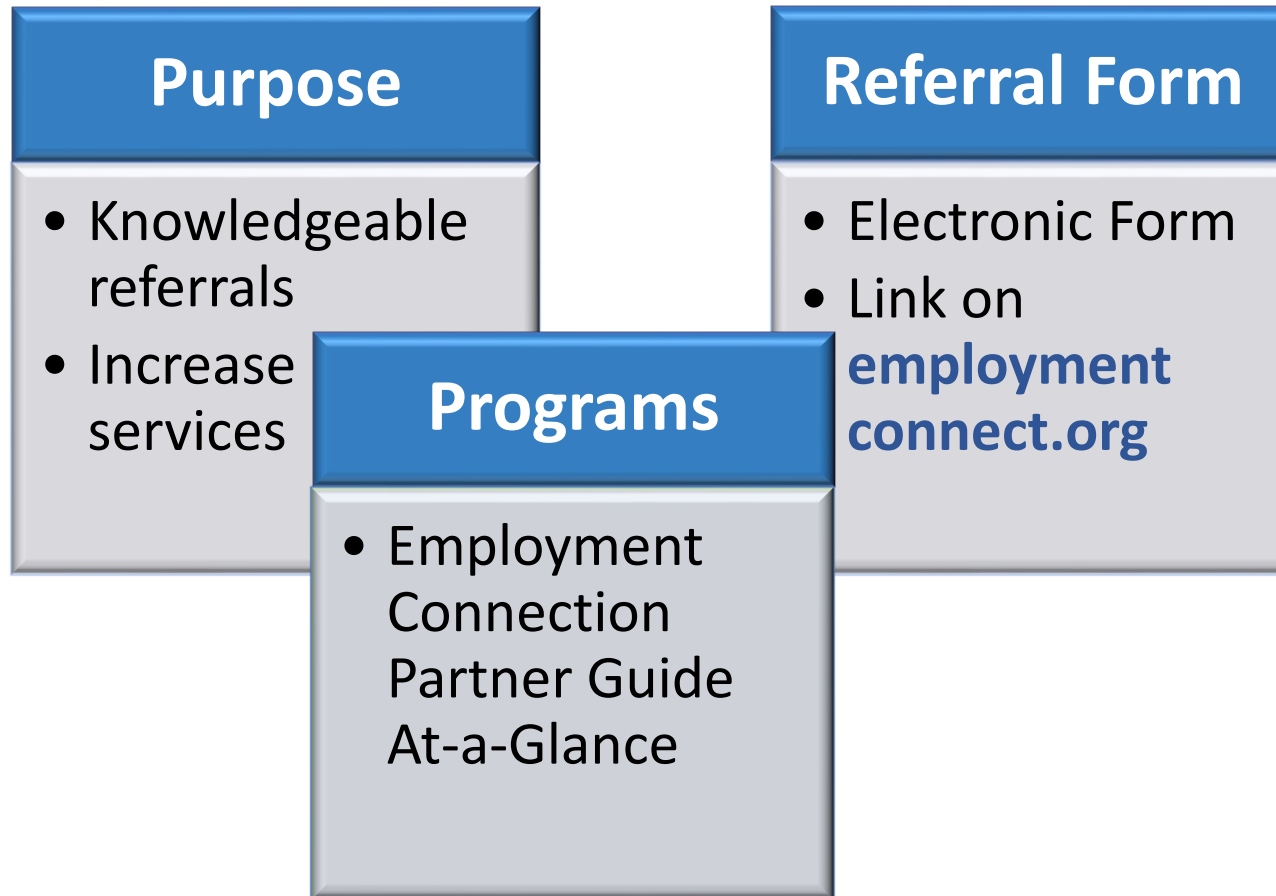 Purpose
• Knowledgeable
referrals
• Increase
services
Programs
• Employment
Connection
Partner Guide
At-a-Glance
Referral Form
• Electronic Form
• Link on
employment
connect.org